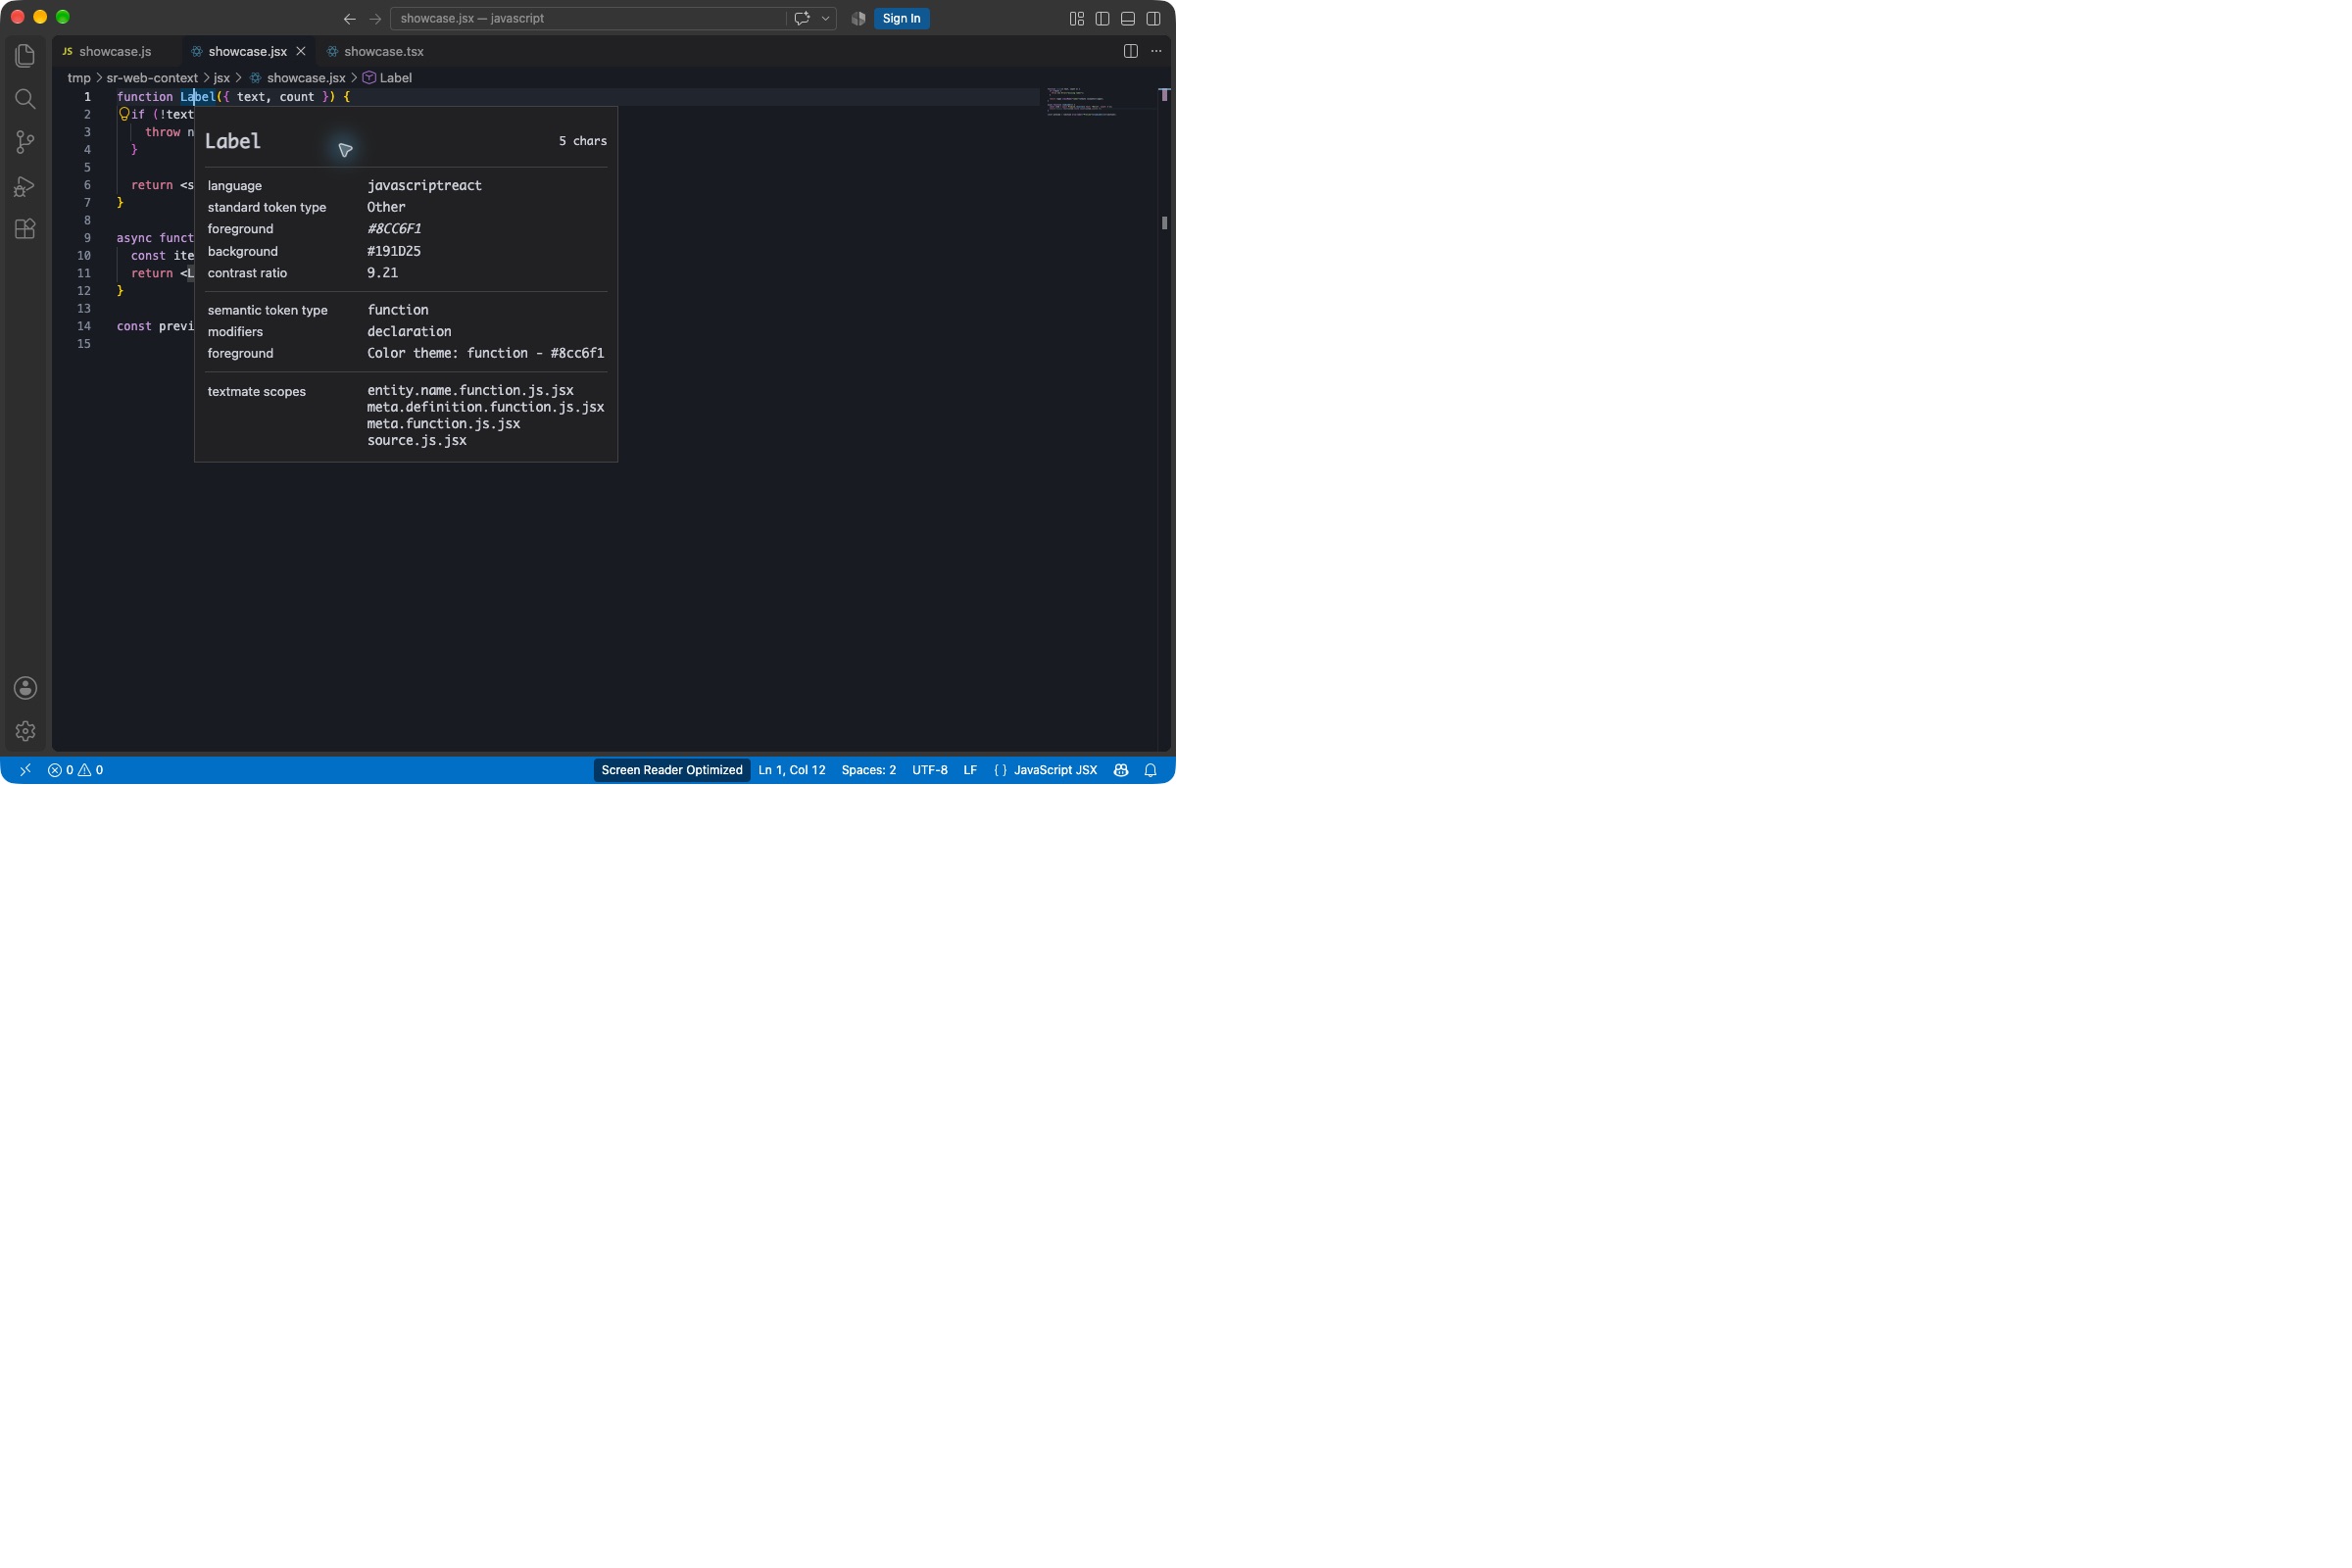 showcase.jsx — javascript
Sign In
JS showcase.js
showcase.jsx
showcase.tsx
tmp > sr-web-context > jsx > showcase.jsx > Label
1 function Label({ text, count }) {
2 if (!text
3 throw n
4 }
5
6 return <s
7 }
8
9 async funct
10 const ite
11 return <L
12 }
13
14 const previ
15
Label 5 chars
language javascriptreact
standard token type Other
foreground #8CC6F1
background #191D25
contrast ratio 9.21
semantic token type function
modifiers declaration
foreground Color theme: function - #8cc6f1
textmate scopes entity.name.function.js.jsx
meta.definition.function.js.jsx
meta.function.js.jsx
source.js.jsx
0 0 Screen Reader Optimized Ln 1, Col 12 Spaces: 2 UTF-8 LF { } JavaScript JSX